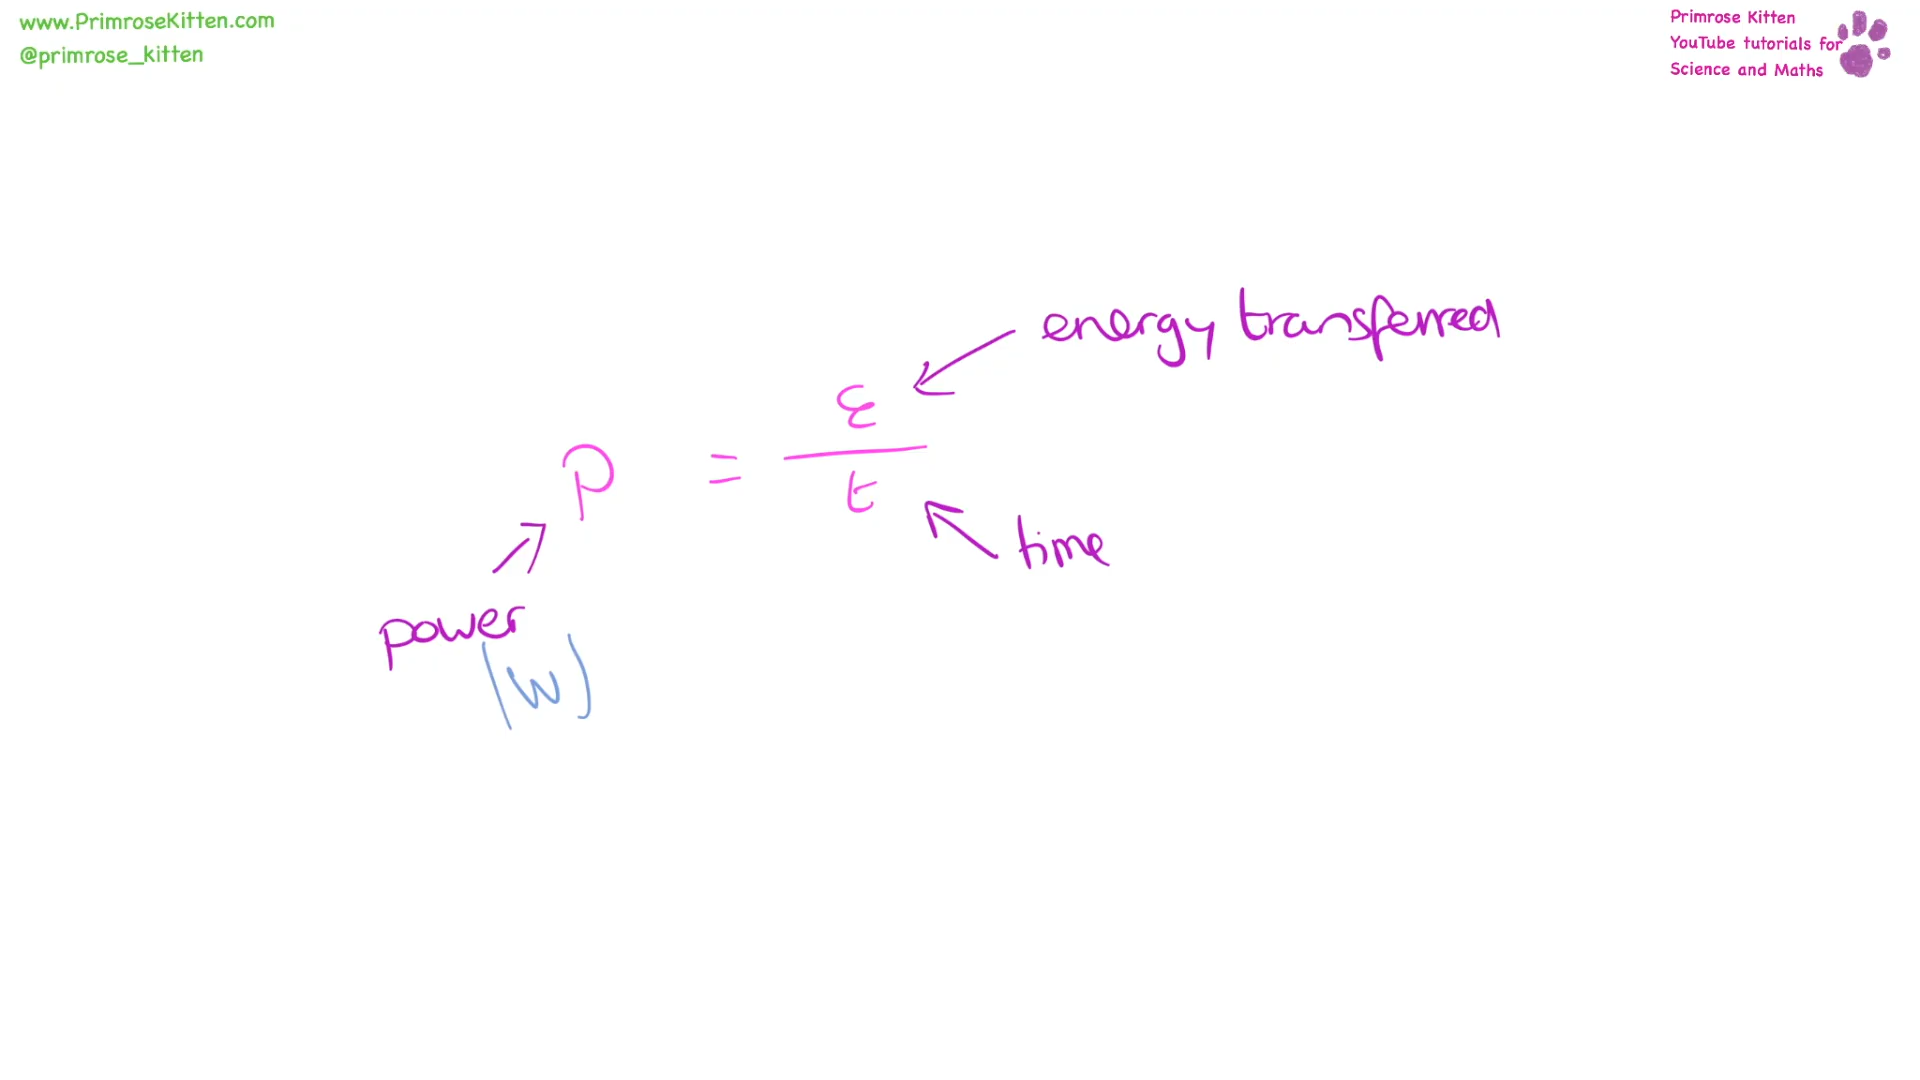 www.PrimroseKitten.com
@primrose_kitten
Primrose Kitten
YouTube tutorials for
Science and Maths
energy transferred
P = E
t
time
power
(W)